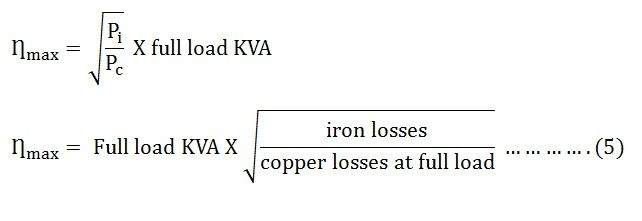 η_max = √(P_i / P_c) X full load KVA
η_max = Full load KVA X √(iron losses / copper losses at full load) ... ... ... . (5)